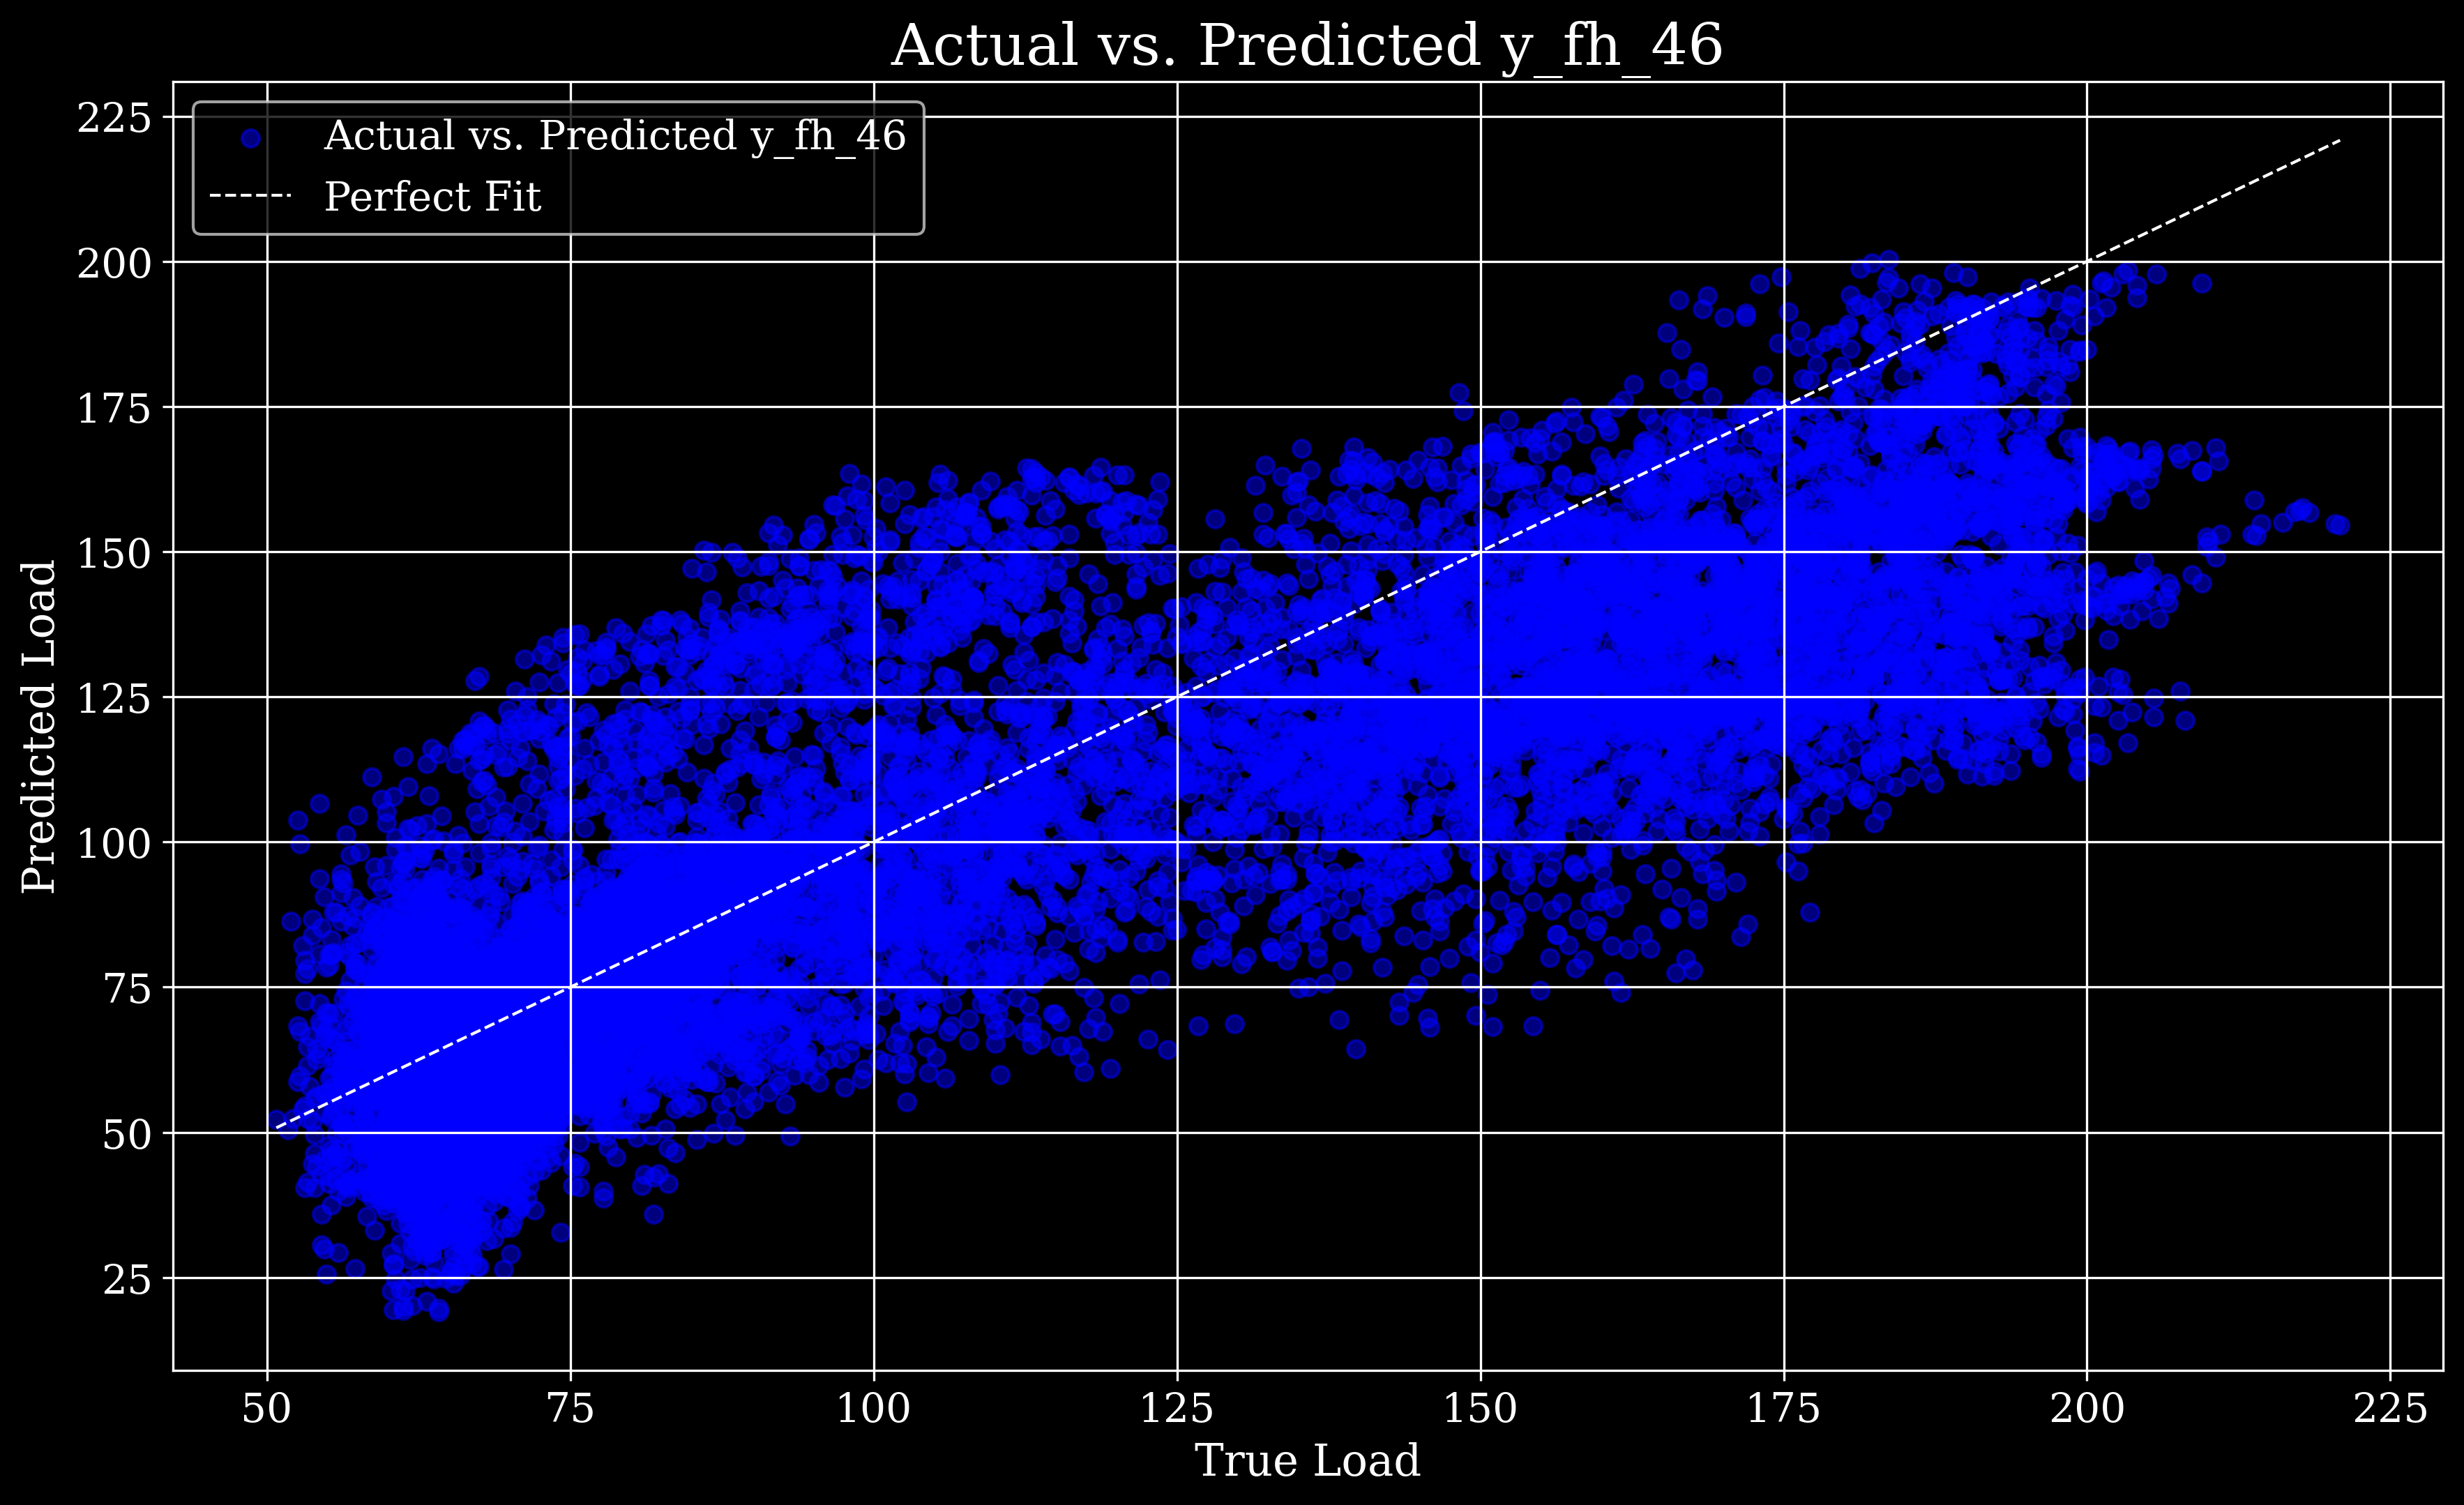 Actual vs. Predicted y_fh_46
Actual vs. Predicted y_fh_46
Perfect Fit
Predicted Load
225
200
175
150
125
100
75
50
25
50 75 100 125 150 175 200 225
True Load